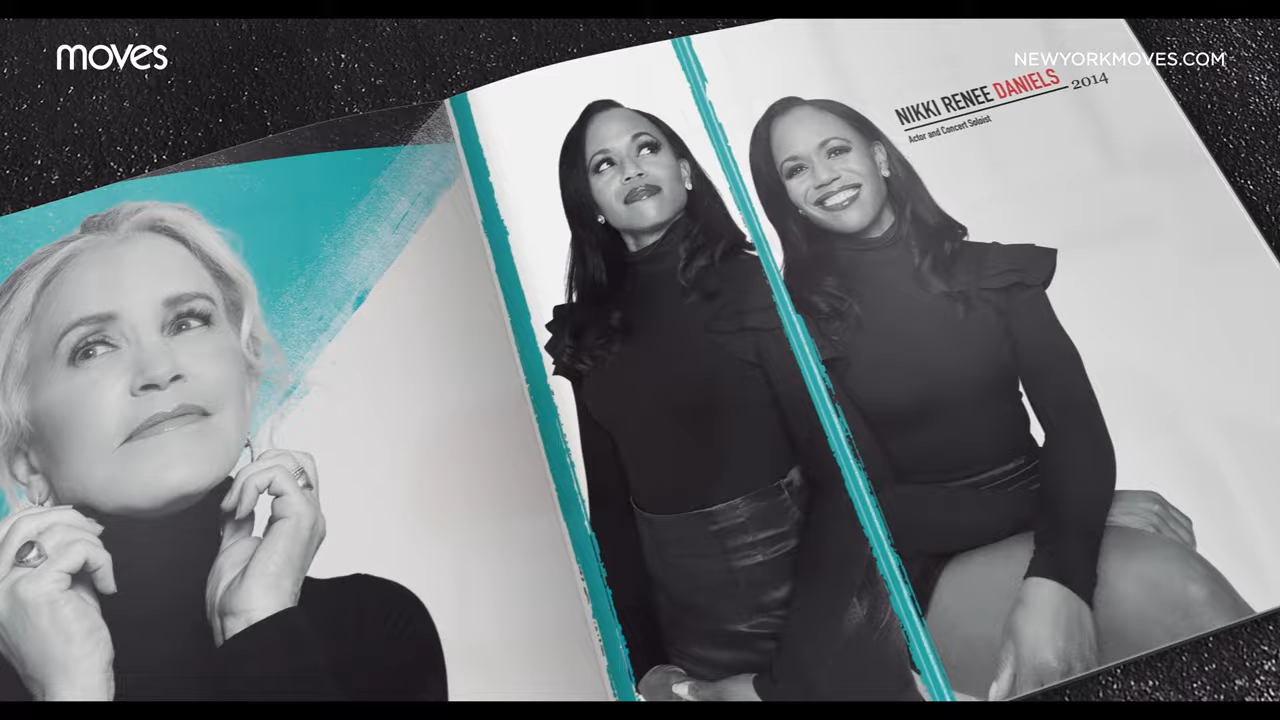 moves
NEWYORKMOVES.COM
NIKKI RENEE DANIELS 2014
Actor and Concert Soloist